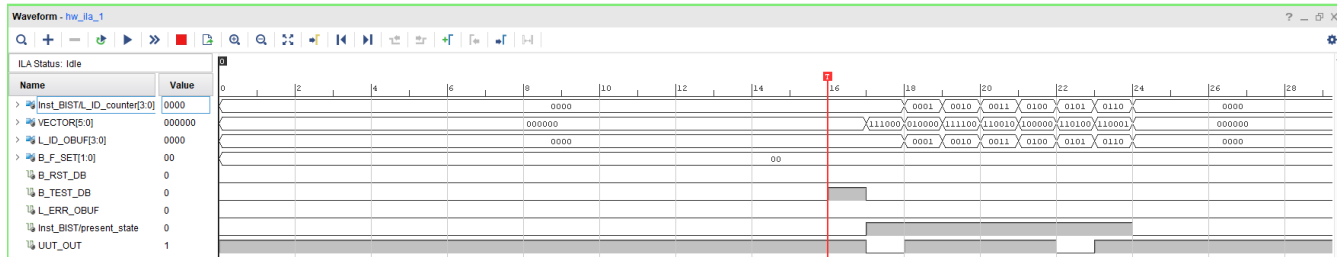 Waveform - hw_ila_1
ILA Status: Idle
0
T
Name Value
0 2 4 6 8 10 12 14 16 18 20 22 24 26 28
Inst_BIST/L_ID_counter[3:0] 0000 0000 0001 0010 0011 0100 0101 0110 0000
VECTOR[5:0] 000000 000000 111000 010000 111100 110010 100000 110100 110001 000000
L_ID_OBUF[3:0] 0000 0000 0001 0010 0011 0100 0101 0110 0000
B_F_SET[1:0] 00 00
B_RST_DB 0
B_TEST_DB 0
L_ERR_OBUF 0
Inst_BIST/present_state 0
UUT_OUT 1